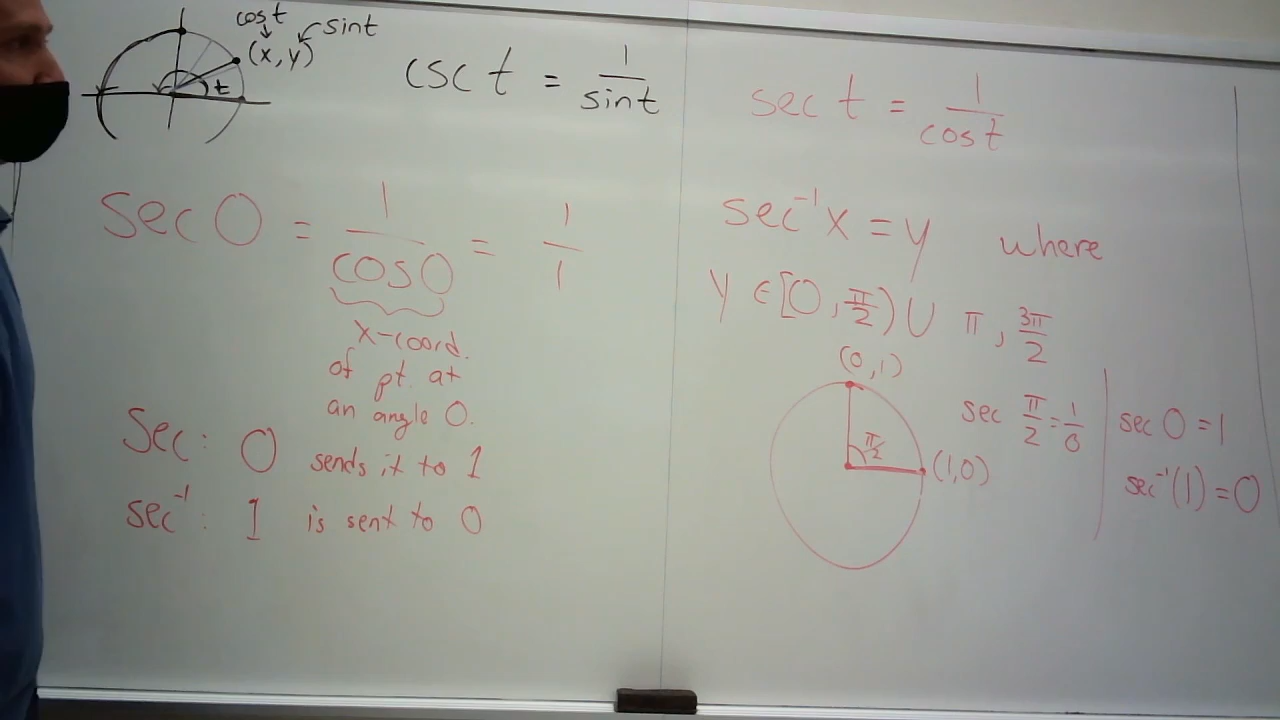 cos t
sin t
(x, y)
t
csc t = 1/sin t
sec t = 1/cos t
Sec 0 = 1/cos 0 = 1/1
x-coord.
of pt. at
an angle 0.
Sec: 0 sends it to 1
sec⁻¹: 1 is sent to 0
sec⁻¹ x = y where
y ∈ [0, π/2) ∪ π, 3π/2
(0,1)
π/2
(1,0)
sec π/2 = 1/0
sec 0 = 1
sec⁻¹(1) = 0